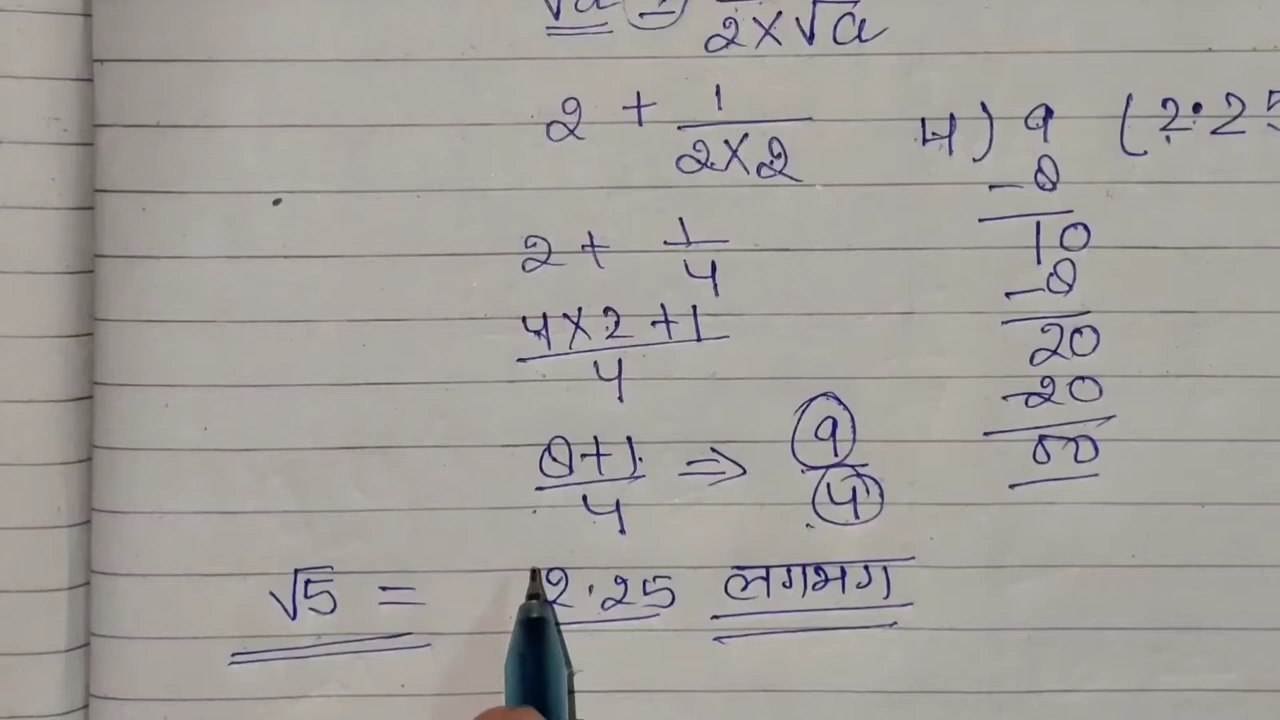 √a ± 
2×√a
2 + 1/2×2
2 + 1/4
4×2+1/4
8+1/4 ⇒ 9/4
√5 = 2.25 लगभग
4) 9 (2.25
-8
10
-8
20
-20
00